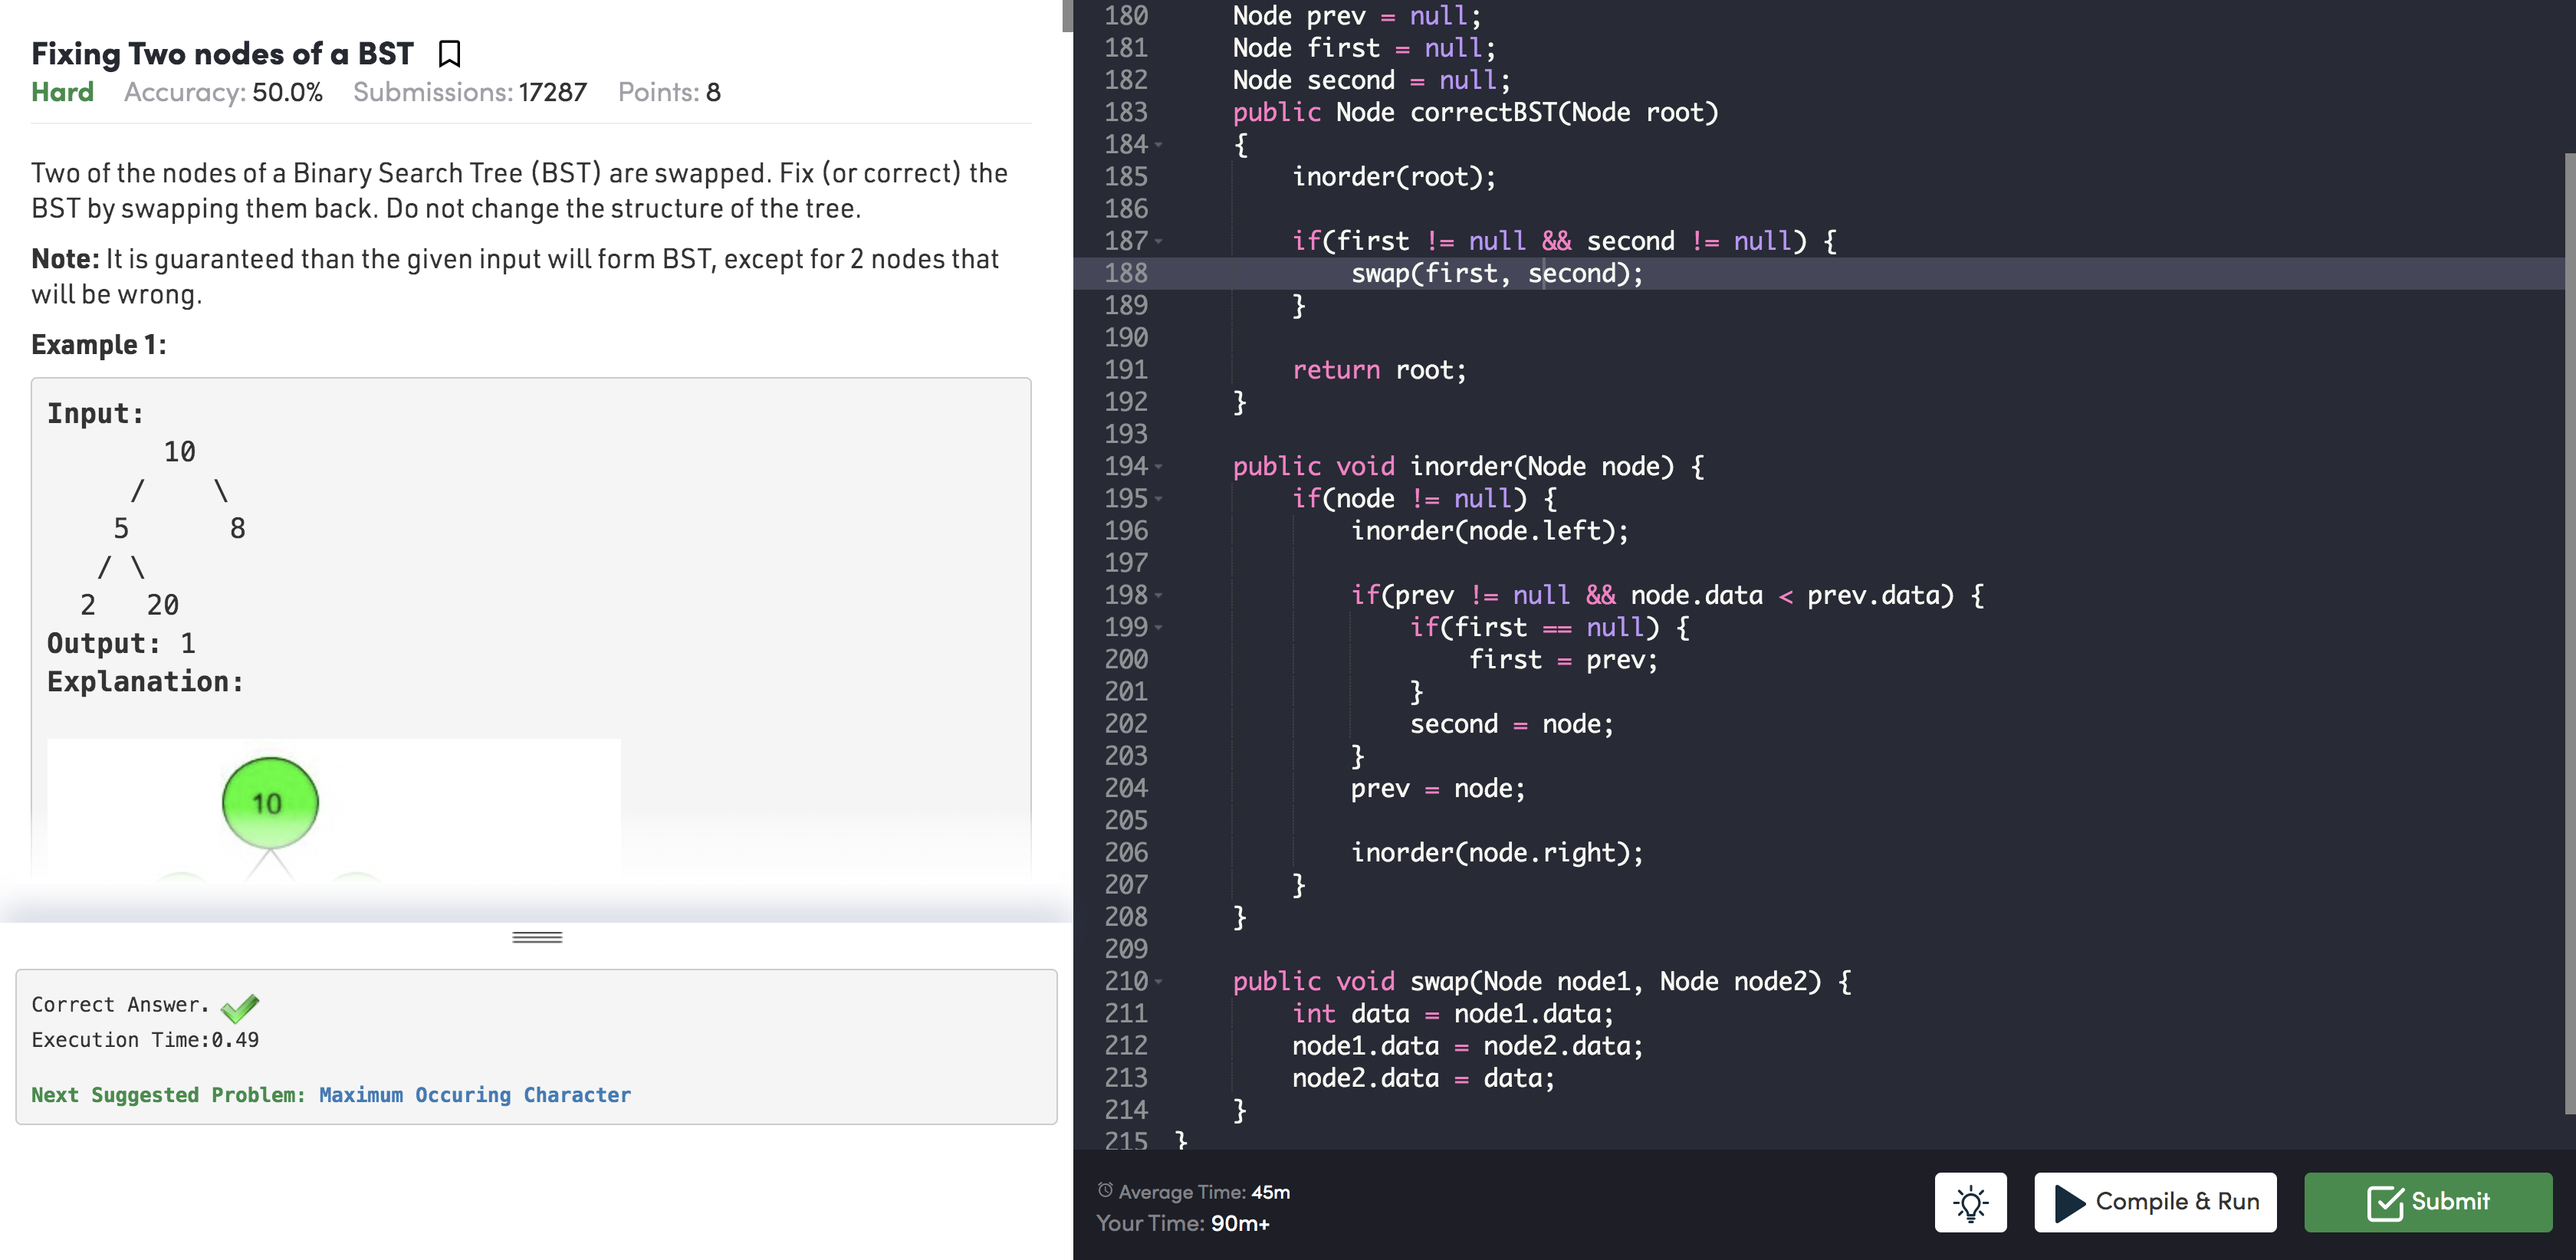 Fixing Two nodes of a BST
Hard Accuracy: 50.0% Submissions: 17287 Points: 8
Two of the nodes of a Binary Search Tree (BST) are swapped. Fix (or correct) the
BST by swapping them back. Do not change the structure of the tree.
Note: It is guaranteed than the given input will form BST, except for 2 nodes that
will be wrong.
Example 1:
Input:
10
/ \
5 8
/ \
2 20
Output: 1
Explanation:
10
Correct Answer.
Execution Time:0.49
Next Suggested Problem: Maximum Occuring Character
180 Node prev = null;
181 Node first = null;
182 Node second = null;
183 public Node correctBST(Node root)
184 {
185 inorder(root);
186
187 if(first != null && second != null) {
188 swap(first, second);
189 }
190
191 return root;
192 }
193
194 public void inorder(Node node) {
195 if(node != null) {
196 inorder(node.left);
197
198 if(prev != null && node.data < prev.data) {
199 if(first == null) {
200 first = prev;
201 }
202 second = node;
203 }
204 prev = node;
205
206 inorder(node.right);
207 }
208 }
209
210 public void swap(Node node1, Node node2) {
211 int data = node1.data;
212 node1.data = node2.data;
213 node2.data = data;
214 }
215 }
Average Time: 45m
Your Time: 90m+
Compile & Run
Submit